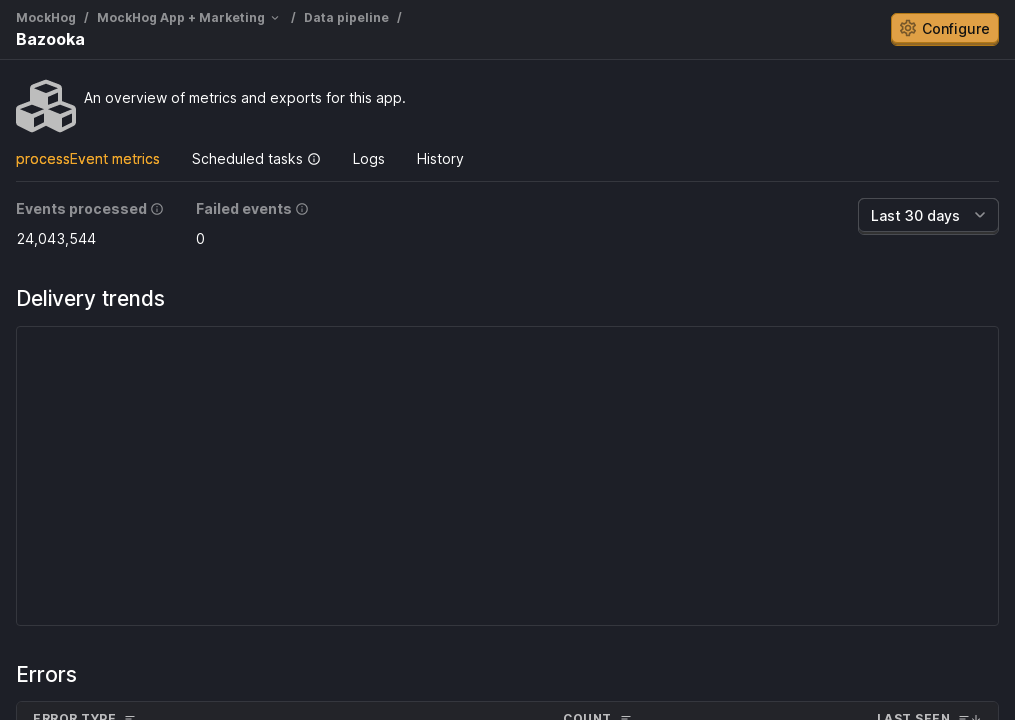 MockHog / MockHog App + Marketing / Data pipeline /
Bazooka
Configure
An overview of metrics and exports for this app.
processEvent metrics Scheduled tasks Logs History
Events processed Failed events
24,043,544 0
Last 30 days
Delivery trends
Errors
ERROR TYPE COUNT LAST SEEN